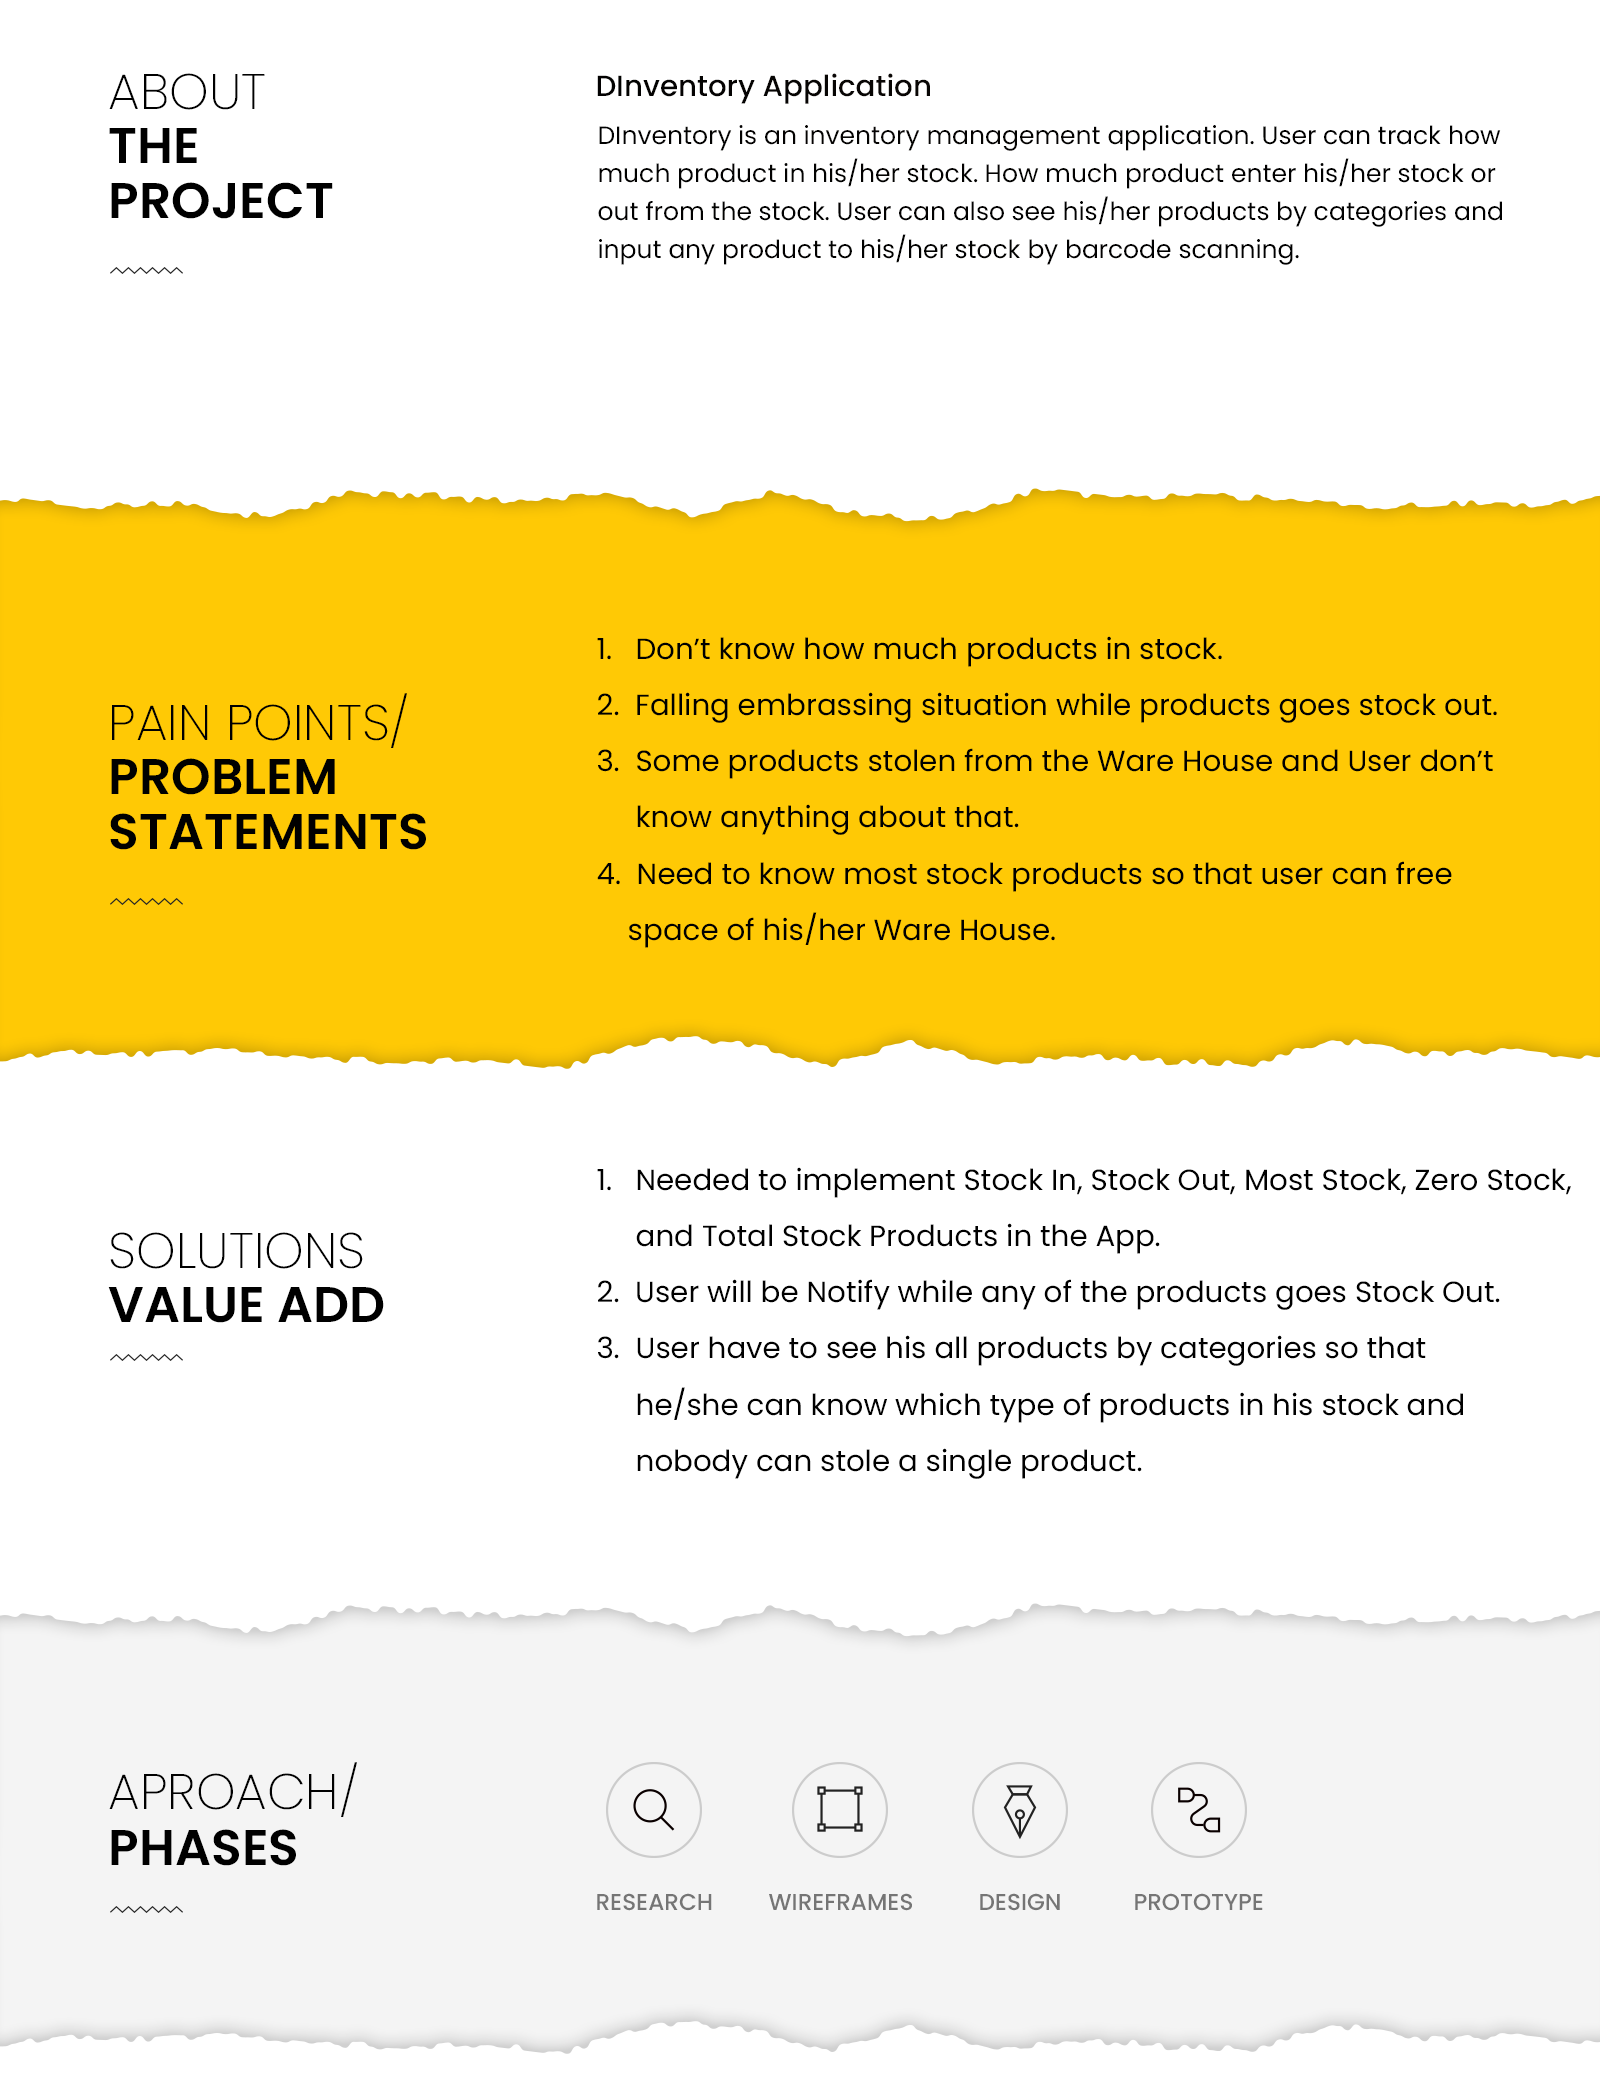 ABOUT
THE
PROJECT
DInventory Application
DInventory is an inventory management application. User can track how
much product in his/her stock. How much product enter his/her stock or
out from the stock. User can also see his/her products by categories and
input any product to his/her stock by barcode scanning.
PAIN POINTS/
PROBLEM
STATEMENTS
1. Don’t know how much products in stock.
2. Falling embrassing situation while products goes stock out.
3. Some products stolen from the Ware House and User don’t
know anything about that.
4. Need to know most stock products so that user can free
space of his/her Ware House.
SOLUTIONS
VALUE ADD
1. Needed to implement Stock In, Stock Out, Most Stock, Zero Stock,
and Total Stock Products in the App.
2. User will be Notify while any of the products goes Stock Out.
3. User have to see his all products by categories so that
he/she can know which type of products in his stock and
nobody can stole a single product.
APROACH/
PHASES
RESEARCH WIREFRAMES DESIGN PROTOTYPE